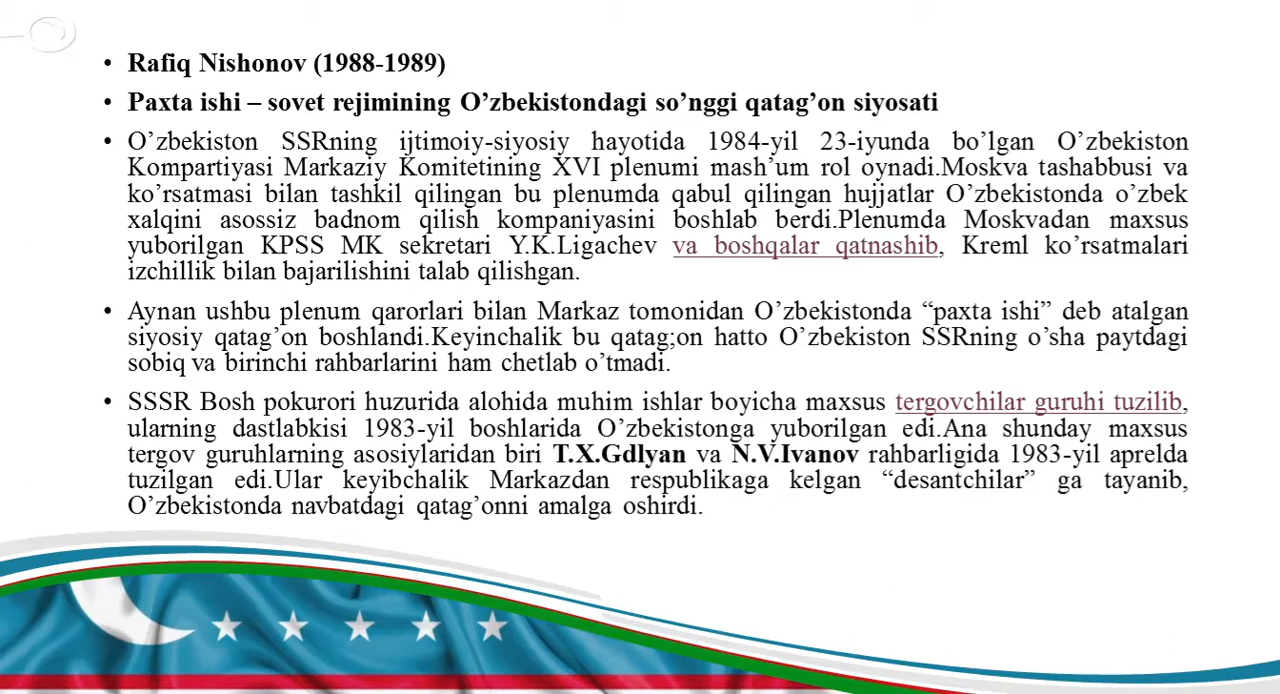 • Rafiq Nishonov (1988-1989)
• Paxta ishi – sovet rejimining O’zbekistondagi so’nggi qatag’on siyosati
• O’zbekiston SSRning ijtimoiy-siyosiy hayotida 1984-yil 23-iyunda bo’lgan O’zbekiston
Kompartiyasi Markaziy Komitetining XVI plenumi mash’um rol oynadi.Moskva tashabbusi va
ko’rsatmasi bilan tashkil qilingan bu plenumda qabul qilingan hujjatlar O’zbekistonda o’zbek
xalqini asossiz badnom qilish kompaniyasini boshlab berdi.Plenumda Moskvadan maxsus
yuborilgan KPSS MK sekretari Y.K.Ligachev va boshqalar qatnashib, Kreml ko’rsatmalari
izchillik bilan bajarilishini talab qilishgan.
• Aynan ushbu plenum qarorlari bilan Markaz tomonidan O’zbekistonda “paxta ishi” deb atalgan
siyosiy qatag’on boshlandi.Keyinchalik bu qatag;on hatto O’zbekiston SSRning o’sha paytdagi
sobiq va birinchi rahbarlarini ham chetlab o’tmadi.
• SSSR Bosh pokurori huzurida alohida muhim ishlar boyicha maxsus tergovchilar guruhi tuzilib,
ularning dastlabkisi 1983-yil boshlarida O’zbekistonga yuborilgan edi.Ana shunday maxsus
tergov guruhlarning asosiylaridan biri T.X.Gdlyan va N.V.Ivanov rahbarligida 1983-yil aprelda
tuzilgan edi.Ular keyibchalik Markazdan respublikaga kelgan “desantchilar” ga tayanib,
O’zbekistonda navbatdagi qatag’onni amalga oshirdi.